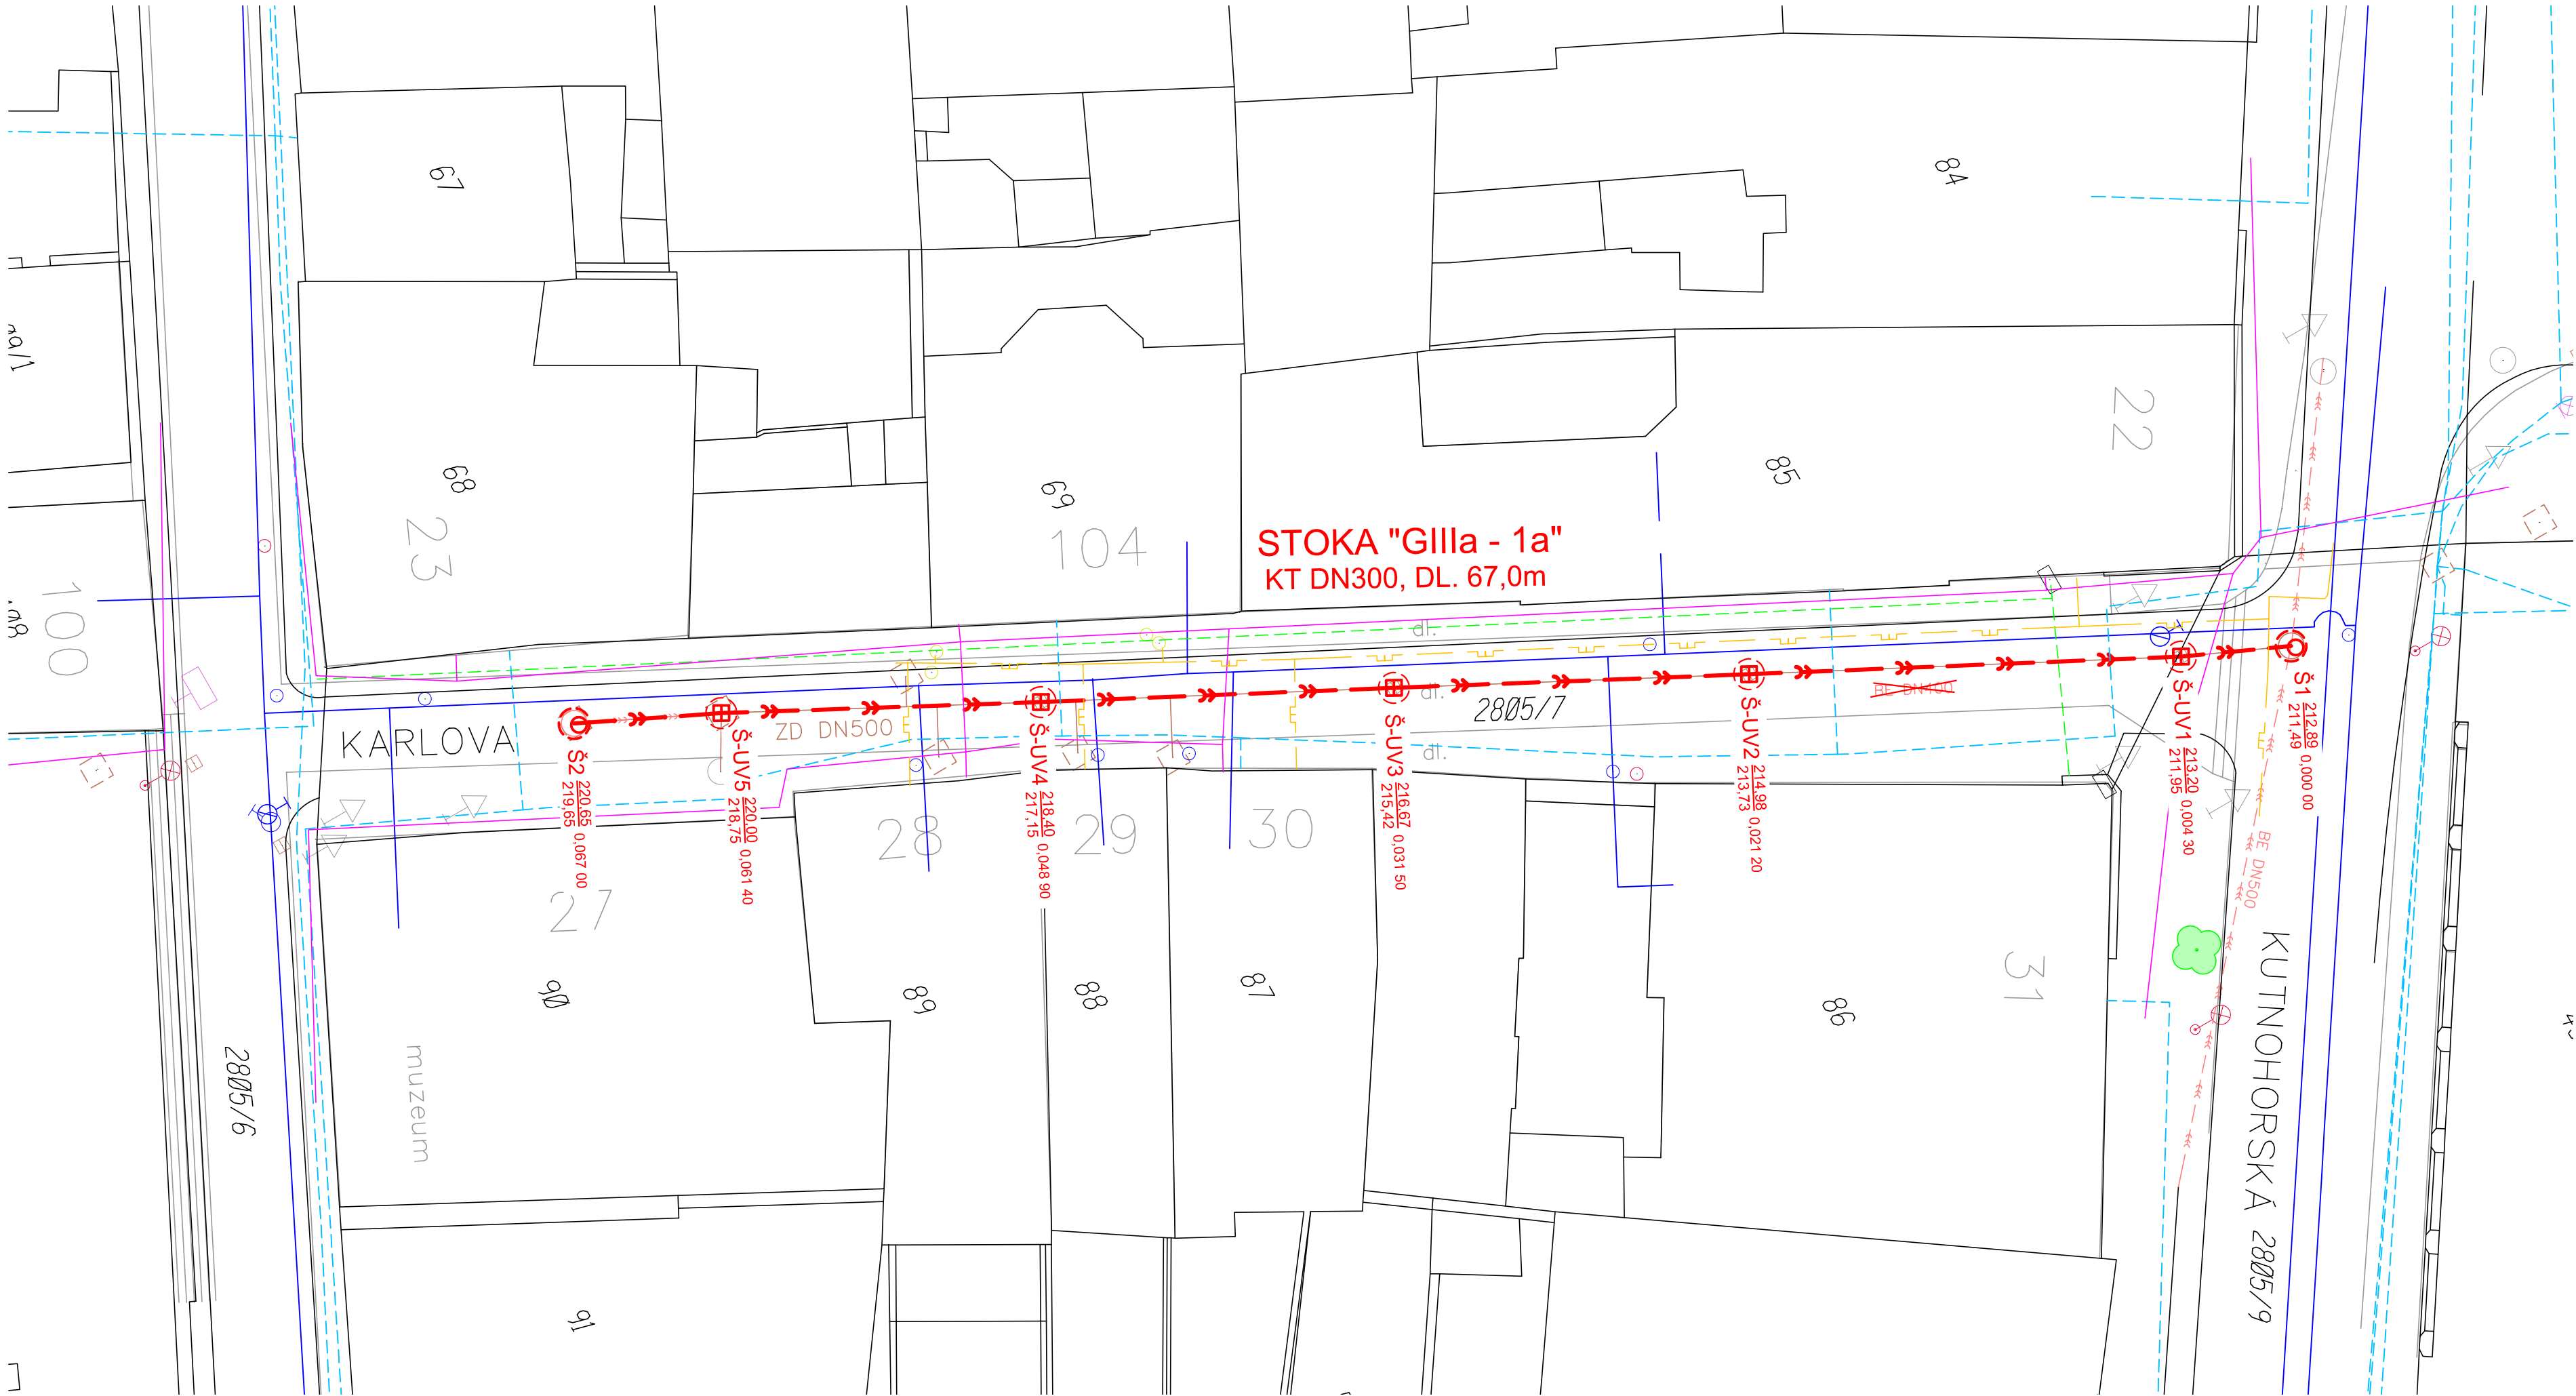 67
84
22
85
68
69
23
104
STOKA "GIIIa - 1a"
KT DN300, DL. 67,0m
100
dl.
dl.
dl.
2805/7
BE DN400
KARLOVA
ZD DN500
Š2 220,65 219,65 0,067 00
Š-UV5 220,00 218,75 0,061 40
Š-UV4 218,40 217,15 0,048 90
Š-UV3 216,67 215,42 0,031 50
Š-UV2 214,98 213,73 0,021 20
Š-UV1 213,20 211,95 0,004 30
Š1 212,89 211,49 0,000 00
BE DN500
27
28
29
30
31
90
89
88
87
86
muzeum
2805/6
KUTNOHORSKÁ 2805/9
91